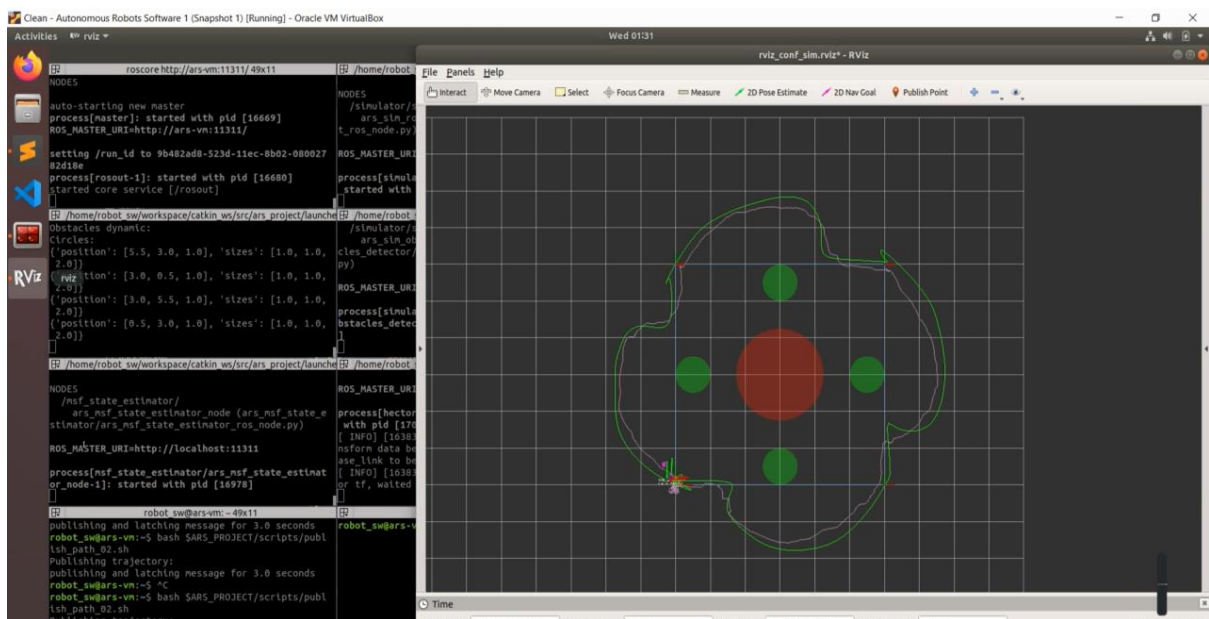 Clean - Autonomous Robots Software 1 (Snapshot 1) [Running] - Oracle VM VirtualBox
Activities rviz Wed 01:31
rviz_conf_sim.rviz* - RViz
File Panels Help
Interact Move Camera Select Focus Camera Measure 2D Pose Estimate 2D Nav Goal Publish Point
roscore http://ars-vm:11311/ 49x11
NODES
auto-starting new master
process[master]: started with pid [16669]
ROS_MASTER_URI=http://ars-vm:11311/
setting /run_id to 9b482ad8-523d-11ec-8b02-080027
82d18e
process[rosout-1]: started with pid [16680]
started core service [/rosout]
/home/robot_
NODES
/simulator/s
ars_sim_ro
t_ros_node.py)
ROS_MASTER_URI
process[simula
started with
/home/robot_sw/workspace/catkin_ws/src/ars_project/launche
Obstacles dynamic:
Circles:
{'position': [5.5, 3.0, 1.0], 'sizes': [1.0, 1.0,
2.0]}
tion': [3.0, 0.5, 1.0], 'sizes': [1.0, 1.0,
2.0]}
{'position': [3.0, 5.5, 1.0], 'sizes': [1.0, 1.0,
2.0]}
{'position': [0.5, 3.0, 1.0], 'sizes': [1.0, 1.0,
2.0]}
RViz
rviz
/home/robot_
/simulator/s
ars_sim_ob
cles_detector/
py)
ROS_MASTER_URI
process[simula
bstacles_detec
]
/home/robot_sw/workspace/catkin_ws/src/ars_project/launche
NODES
/msf_state_estimator/
ars_msf_state_estimator_node (ars_msf_state_e
stimator/ars_msf_state_estimator_ros_node.py)
ROS_MASTER_URI=http://localhost:11311
process[msf_state_estimator/ars_msf_state_estimat
or_node-1]: started with pid [16978]
/home/robot
ROS_MASTER_URI
process[hector
with pid [170
[ INFO] [16383
nsform data be
ase_link to be
[ INFO] [16383
or tf, waited
robot_sw@ars-vm: ~ 49x11
publishing and latching message for 3.0 seconds
robot_sw@ars-vm:~$ bash $ARS_PROJECT/scripts/publ
ish_path_02.sh
Publishing trajectory:
publishing and latching message for 3.0 seconds
robot_sw@ars-vm:~$ ^C
robot_sw@ars-vm:~$ bash $ARS_PROJECT/scripts/publ
ish_path_02.sh
robot_sw@ars-v
Time